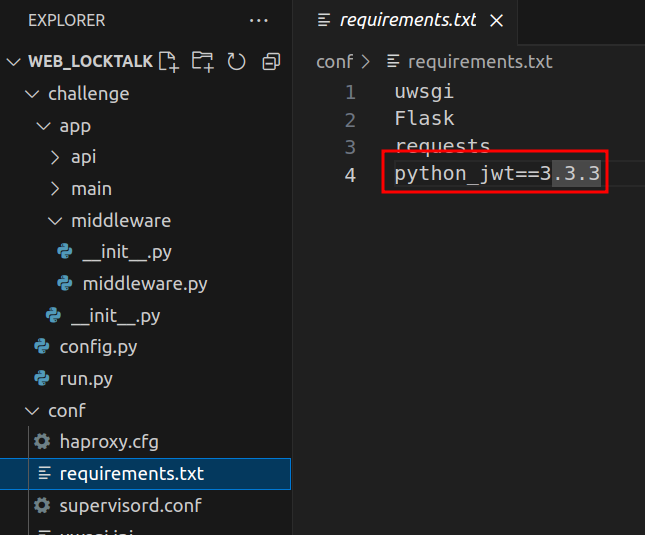 EXPLORER
WEB_LOCKTALK
challenge
app
api
main
middleware
__init__.py
middleware.py
__init__.py
config.py
run.py
conf
haproxy.cfg
requirements.txt
supervisord.conf
requirements.txt
conf > requirements.txt
1 uwsgi
2 Flask
3 requests
4 python_jwt==3.3.3